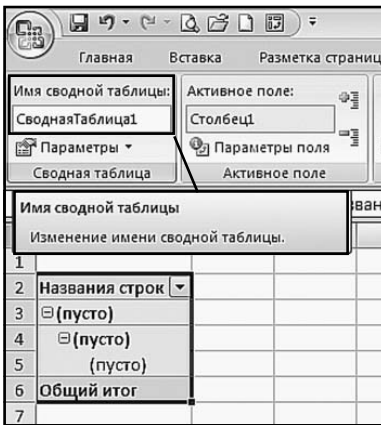 Главная Вставка Разметка страниц
Имя сводной таблицы: Активное поле:
СводнаяТаблица1 Столбец1
Параметры Параметры поля
Сводная таблица Активное поле
Имя сводной таблицы
Изменение имени сводной таблицы.
1
2 Названия строк
3 (пусто)
4 (пусто)
5 (пусто)
6 Общий итог
7